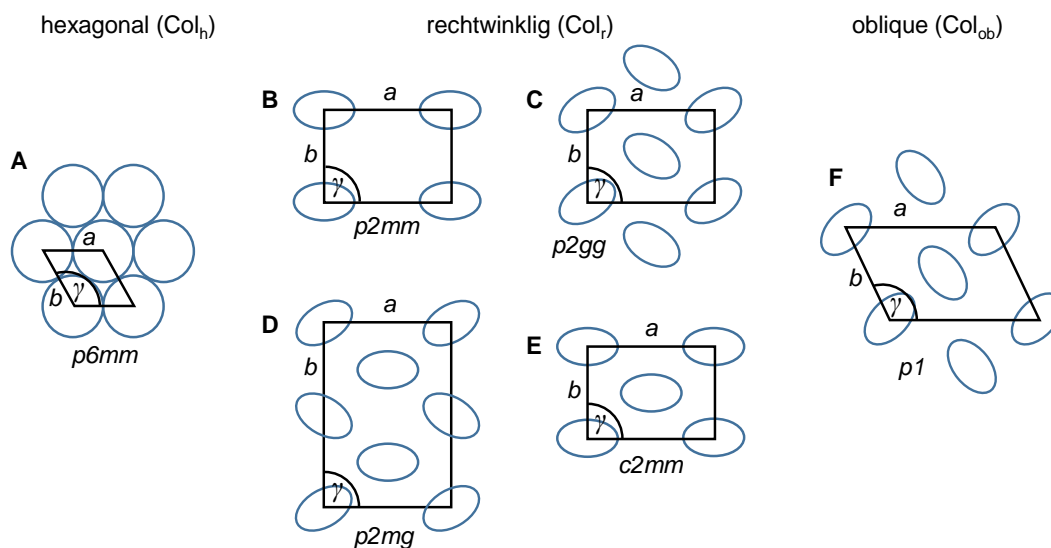 hexagonal (Colh)
rechtwinklig (Colr)
oblique (Colob)
A
a
b
γ
p6mm
B
a
b
γ
p2mm
C
a
b
γ
p2gg
D
a
b
γ
p2mg
E
a
b
γ
c2mm
F
a
b
γ
p1